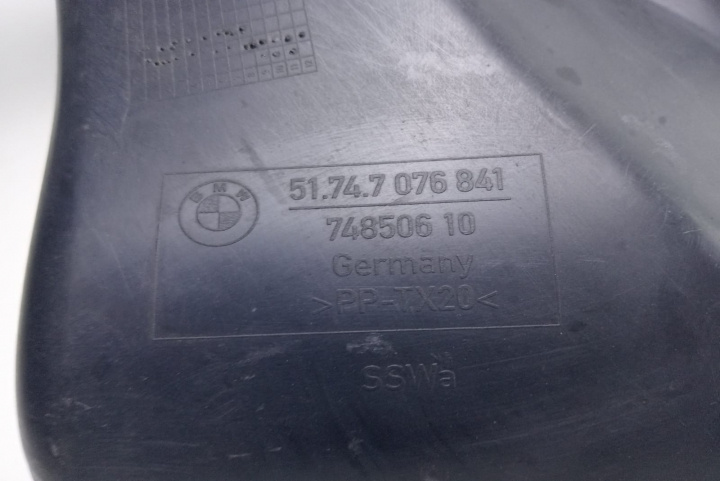 BMW
51.74.7 076 841
748506 10
Germany
>PP-TX20<
SSWa